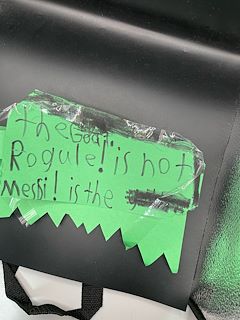 the Goat.
Rogule! is not
messi! is the